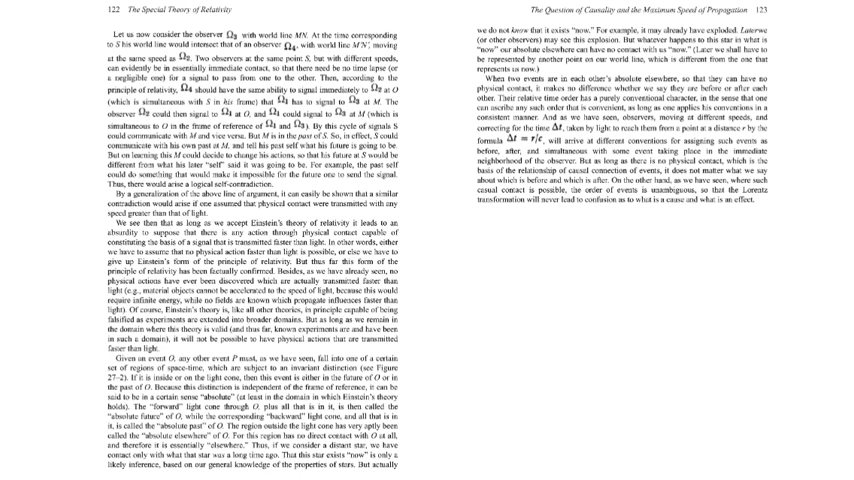 122 The Special Theory of Relativity
Let us now consider the observer Ω3 with world line MN. At the time corresponding
to S his world line would intersect that of an observer Ω4, with world line M'N', moving
at the same speed as Ω2. Two observers at the same point S, but with different speeds,
can evidently be in essentially immediate contact, so that there need be no time lapse (or
a negligible one) for a signal to pass from one to the other. Then, according to the
principle of relativity, Ω4 should have the same ability to signal immediately to Ω2 at O
(which is simultaneous with S in his frame) that Ω1 has to signal to Ω3 at M. The
observer Ω2 could then signal to Ω1 at O, and Ω1 could signal to Ω3 at M (which is
simultaneous to O in the frame of reference of Ω1 and Ω3). By this cycle of signals S
could communicate with M and vice versa. But M is in the past of S. So, in effect, S could
communicate with his own past at M, and tell his past self what his future is going to be.
But on learning this M could decide to change his actions, so that his future at S would be
different from what his later "self" said it was going to be. For example, the past self
could do something that would make it impossible for the future one to send the signal.
Thus, there would arise a logical self-contradiction.
By a generalization of the above line of argument, it can easily be shown that a similar
contradiction would arise if one assumed that physical contact were transmitted with any
speed greater than that of light.
We see then that as long as we accept Einstein's theory of relativity it leads to an
absurdity to suppose that there is any action through physical contact capable of
constituting the basis of a signal that is transmitted faster than light. In other words, either
we have to assume that no physical action faster than light is possible, or else we have to
give up Einstein's form of the principle of relativity. But thus far this form of the
principle of relativity has been factually confirmed. Besides, as we have already seen, no
physical actions have ever been discovered which are actually transmitted faster than
light (e.g., material objects cannot be accelerated to the speed of light, because this would
require infinite energy, while no fields are known which propagate influences faster than
light). Of course, Einstein's theory is, like all other theories, in principle capable of being
falsified as experiments are extended into broader domains. But as long as we remain in
the domain where this theory is valid (and thus far, known experiments are and have been
in such a domain), it will not be possible to have physical actions that are transmitted
faster than light.
Given an event O, any other event P must, as we have seen, fall into one of a certain
set of regions of space-time, which are subject to an invariant distinction (see Figure
27–2). If it is inside or on the light cone, then this event is either in the future of O or in
the past of O. Because this distinction is independent of the frame of reference, it can be
said to be in a certain sense "absolute" (at least in the domain in which Einstein's theory
holds). The "forward" light cone through O, plus all that is in it, is then called the
"absolute future" of O, while the corresponding "backward" light cone, and all that is in
it, is called the "absolute past" of O. The region outside the light cone has very aptly been
called the "absolute elsewhere" of O. For this region has no direct contact with O at all,
and therefore it is essentially "elsewhere." Thus, if we consider a distant star, we have
contact only with what that star was a long time ago. That this star exists "now" is only a
likely inference, based on our general knowledge of the properties of stars. But actually
The Question of Causality and the Maximum Speed of Propagation 123
we do not know that it exists "now." For example, it may already have exploded. Later we
(or other observers) may see this explosion. But whatever happens to this star in what is
"now" our absolute elsewhere can have no contact with us "now." (Later we shall have to
be represented by another point on our world line, which is different from the one that
represents us now.)
When two events are in each other's absolute elsewhere, so that they can have no
physical contact, it makes no difference whether we say they are before or after each
other. Their relative time order has a purely conventional character, in the sense that one
can ascribe any such order that is convenient, as long as one applies his conventions in a
consistent manner. And as we have seen, observers, moving at different speeds, and
correcting for the time Δt, taken by light to reach them from a point at a distance r by the
formula Δt = r/c, will arrive at different conventions for assigning such events as
before, after, and simultaneous with some event taking place in the immediate
neighborhood of the observer. But as long as there is no physical contact, which is the
basis of the relationship of causal connection of events, it does not matter what we say
about which is before and which is after. On the other hand, as we have seen, where such
casual contact is possible, the order of events is unambiguous, so that the Lorentz
transformation will never lead to confusion as to what is a cause and what is an effect.